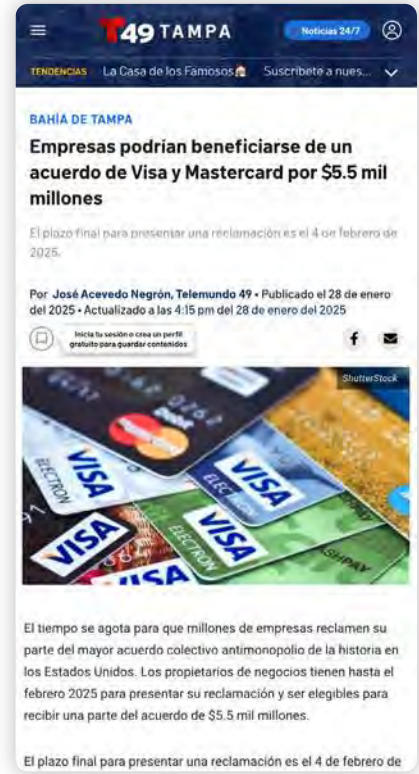 T49 TAMPA
Noticias 24/7
TENDENCIAS La Casa de los Famosos Suscríbete a nues...
BAHÍA DE TAMPA
Empresas podrían beneficiarse de un
acuerdo de Visa y Mastercard por $5.5 mil
millones
El plazo final para presentar una reclamación es el 4 de febrero de
2025.
Por José Acevedo Negrón, Telemundo 49 • Publicado el 28 de enero
del 2025 • Actualizado a las 4:15 pm del 28 de enero del 2025
Inicia tu sesión o crea un perfil
gratuito para guardar contenidos
ShutterStock
DEBIT
MasterCard
ELECTRON
VISA
VISA
ELECTRON
VISA
ELECTRON
VISA
CASHPAY
El tiempo se agota para que millones de empresas reclamen su
parte del mayor acuerdo colectivo antimonopolio de la historia en
los Estados Unidos. Los propietarios de negocios tienen hasta el
febrero 2025 para presentar su reclamación y ser elegibles para
recibir una parte del acuerdo de $5.5 mil millones.
El plazo final para presentar una reclamación es el 4 de febrero de